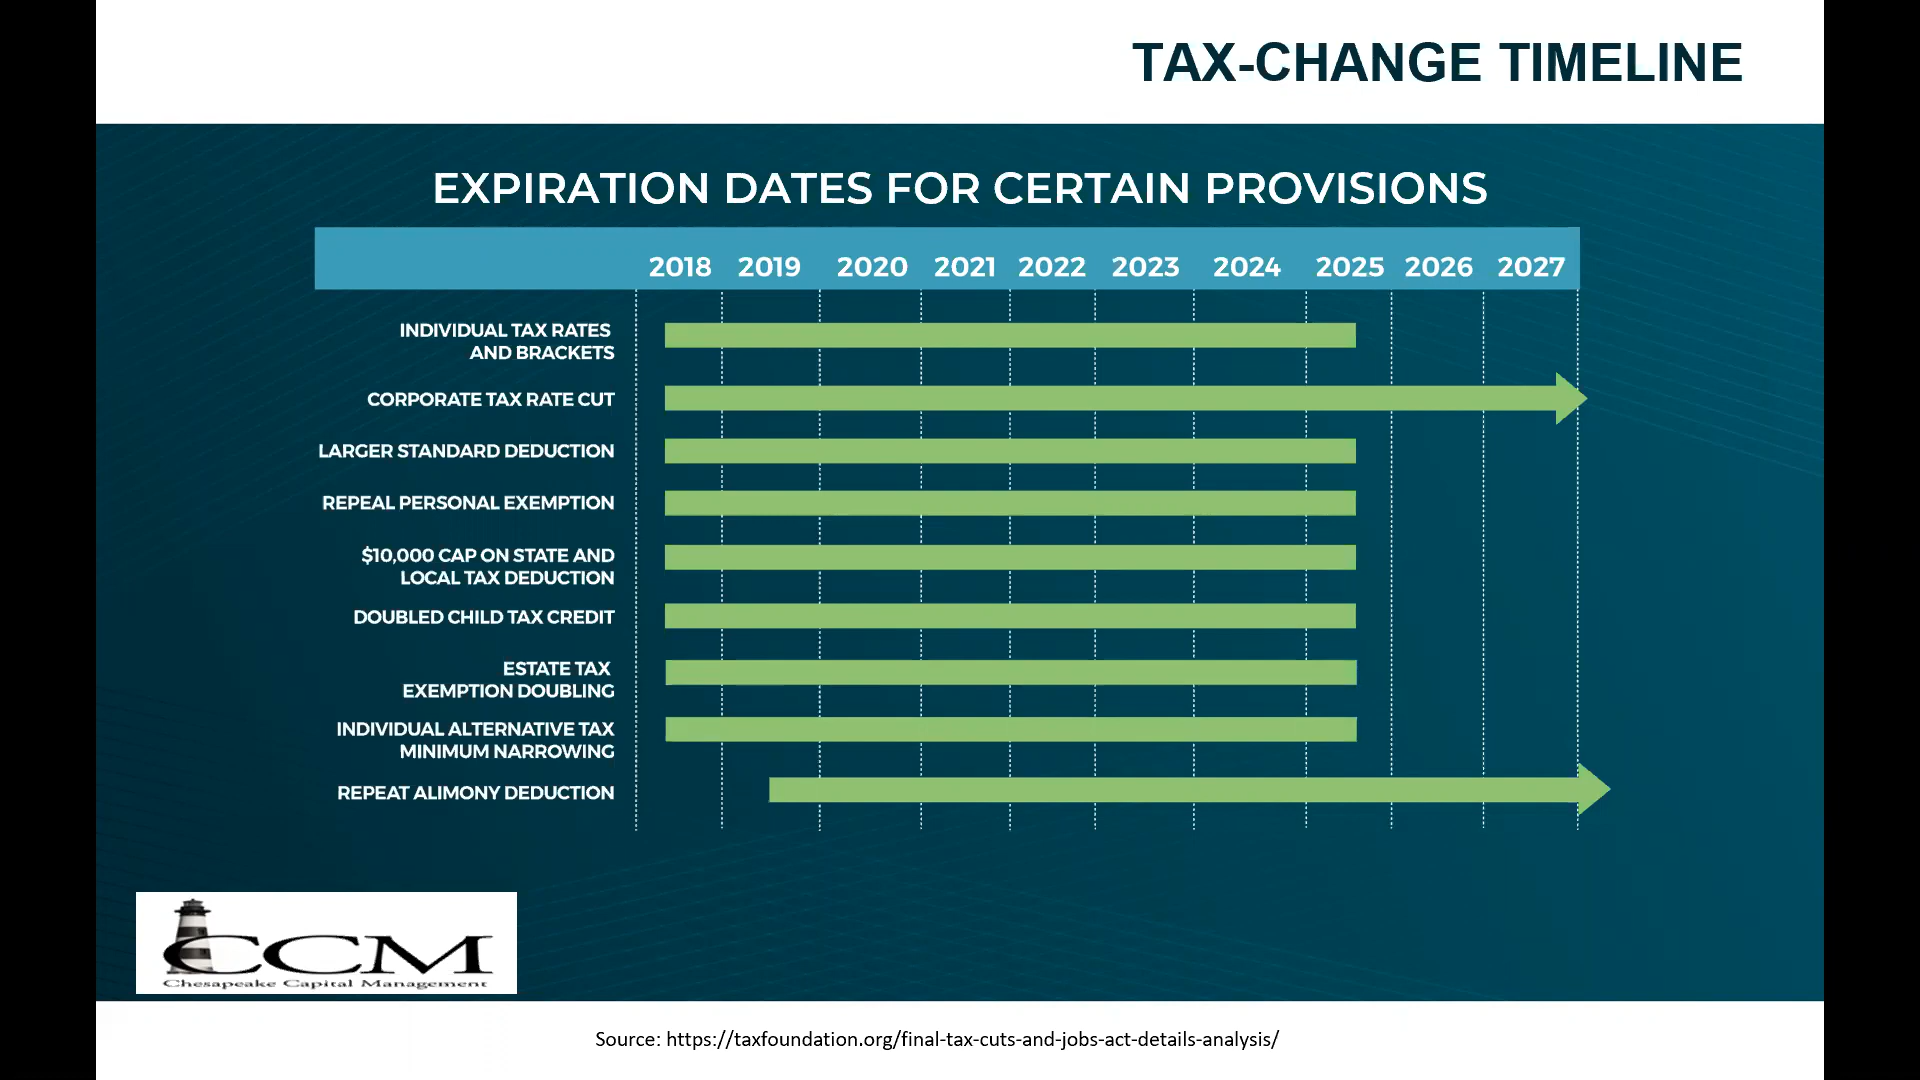 TAX-CHANGE TIMELINE
EXPIRATION DATES FOR CERTAIN PROVISIONS
2018 2019 2020 2021 2022 2023 2024 2025 2026 2027
INDIVIDUAL TAX RATES
AND BRACKETS
CORPORATE TAX RATE CUT
LARGER STANDARD DEDUCTION
REPEAL PERSONAL EXEMPTION
$10,000 CAP ON STATE AND
LOCAL TAX DEDUCTION
DOUBLED CHILD TAX CREDIT
ESTATE TAX
EXEMPTION DOUBLING
INDIVIDUAL ALTERNATIVE TAX
MINIMUM NARROWING
REPEAT ALIMONY DEDUCTION
CCM
Chesapeake Capital Management
Source: https://taxfoundation.org/final-tax-cuts-and-jobs-act-details-analysis/